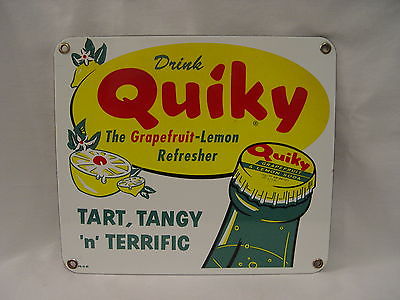 Drink
Quiky
®
The Grapefruit-Lemon
Refresher
Quiky
GRAPEFRUIT
& LEMON SODA
TART, TANGY
'n' TERRIFIC